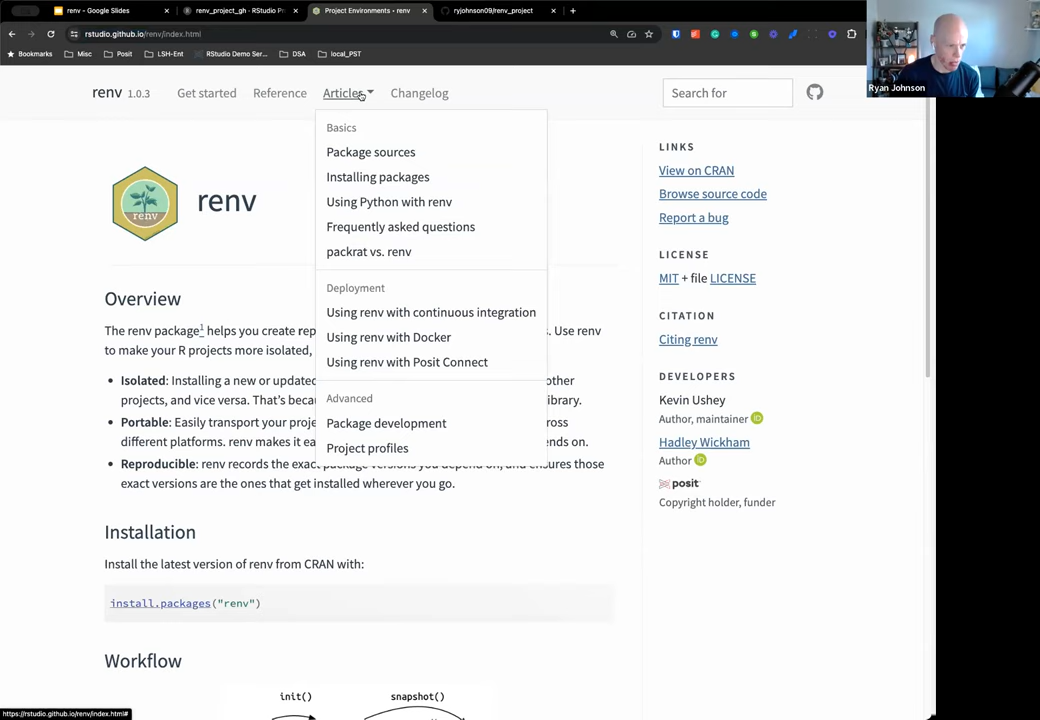 renv - Google Slides
renv_project_gh - RStudio Pr
Project Environments • renv
ryjohnson09/renv_project
rstudio.github.io/renv/index.html
Bookmarks
Misc
Posit
LSH-Ent
RStudio Demo Ser...
DSA
local_PST
Ryan Johnson
renv 1.0.3
Get started
Reference
Articles
Changelog
Search for
Basics
Package sources
Installing packages
Using Python with renv
Frequently asked questions
packrat vs. renv
Deployment
Using renv with continuous integration
Using renv with Docker
Using renv with Posit Connect
Advanced
Package development
Project profiles
renv
renv
Overview
The renv package1 helps you create rep
s. Use renv
to make your R projects more isolated,
Isolated: Installing a new or updated
other
projects, and vice versa. That's becau
library.
Portable: Easily transport your proje
cross
different platforms. renv makes it ea
ends on.
Reproducible: renv records the exact package versions you depend on, and ensures those
exact versions are the ones that get installed wherever you go.
Installation
Install the latest version of renv from CRAN with:
install.packages("renv")
Workflow
init()
snapshot()
LINKS
View on CRAN
Browse source code
Report a bug
LICENSE
MIT + file LICENSE
CITATION
Citing renv
DEVELOPERS
Kevin Ushey
Author, maintainer
Hadley Wickham
Author
posit
Copyright holder, funder
https://rstudio.github.io/renv/index.html#